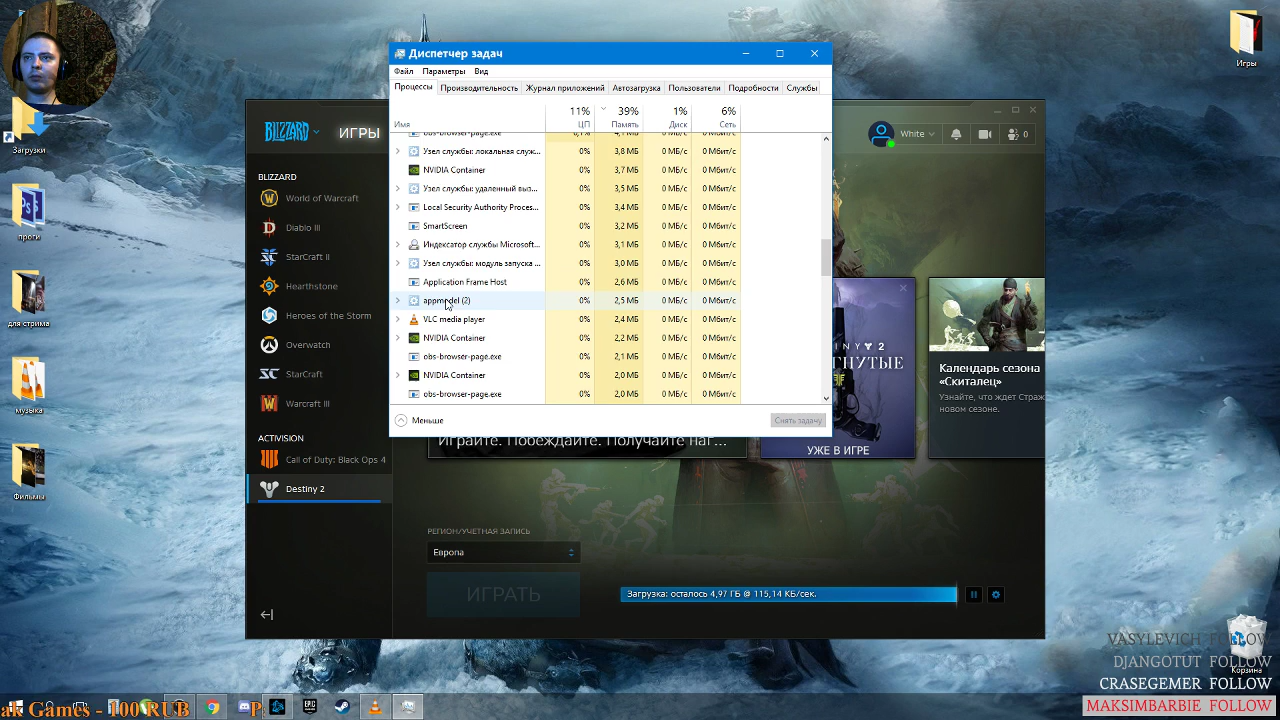 Загрузки
проги
для стрима
музыка
Фильмы
Игры
Корзина
Диспетчер задач
Файл Параметры Вид
Процессы Производительность Журнал приложений Автозагрузка Пользователи Подробности Службы
11% 39% 1% 6%
Имя ЦП Память Диск Сеть
obs-browser-page.exe
Узел службы: локальная служ... 0% 3,8 МБ 0 МБ/с 0 Мбит/с
NVIDIA Container 0% 3,7 МБ 0 МБ/с 0 Мбит/с
Узел службы: удаленный выз... 0% 3,5 МБ 0 МБ/с 0 Мбит/с
Local Security Authority Proces... 0% 3,4 МБ 0 МБ/с 0 Мбит/с
SmartScreen 0% 3,2 МБ 0 МБ/с 0 Мбит/с
Индексатор службы Microsoft... 0% 3,1 МБ 0 МБ/с 0 Мбит/с
Узел службы: модуль запуска ... 0% 3,0 МБ 0 МБ/с 0 Мбит/с
Application Frame Host 0% 2,6 МБ 0 МБ/с 0 Мбит/с
appmodel (2) 0% 2,5 МБ 0 МБ/с 0 Мбит/с
VLC media player 0% 2,4 МБ 0 МБ/с 0 Мбит/с
NVIDIA Container 0% 2,2 МБ 0 МБ/с 0 Мбит/с
obs-browser-page.exe 0% 2,1 МБ 0 МБ/с 0 Мбит/с
NVIDIA Container 0% 2,0 МБ 0 МБ/с 0 Мбит/с
obs-browser-page.exe 0% 2,0 МБ 0 МБ/с 0 Мбит/с
Меньше Снять задачу
BLIZZARD ИГРЫ
White 0
BLIZZARD
World of Warcraft
Diablo III
StarCraft II
Hearthstone
Heroes of the Storm
Overwatch
StarCraft
Warcraft III
ACTIVISION
Call of Duty: Black Ops 4
Destiny 2
Играйте. Побеждайте. Получайте наг...
УЖЕ В ИГРЕ
Календарь сезона
«Скиталец»
Узнайте, что ждет Страж
новом сезоне.
РЕГИОН/УЧЕТНАЯ ЗАПИСЬ
Европа
ИГРАТЬ
Загрузка: осталось 4,97 ГБ @ 115,14 КБ/сек.
VASYLEVICH FOLLOW
DJANGOTUT FOLLOW
CRASEGEMER FOLLOW
MAKSIMBARBIE FOLLOW
ak Games - 100 RUB
EPIC